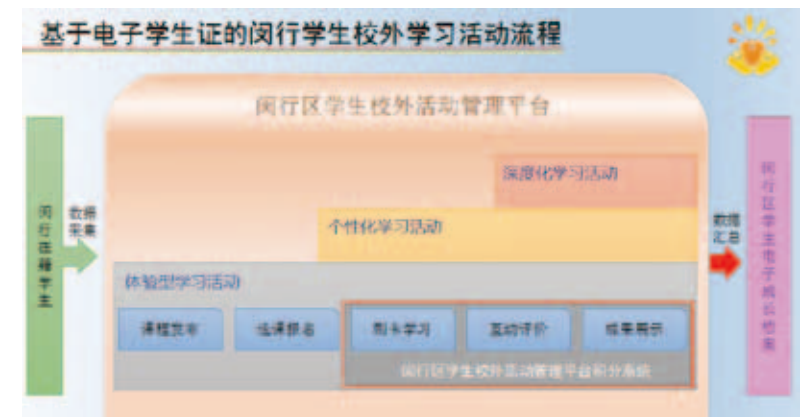 基于电子学生证的闵行学生校外学习活动流程
闵行区学生校外活动管理平台
深度化学习活动
个性化学习活动
体验型学习活动
闵行在籍学生
数据
采集
课程发布
选课报名
刷卡学习
互动评价
成果展示
闵行区学生校外活动管理平台积分系统
数据
汇总
闵行区学生电子成长档案